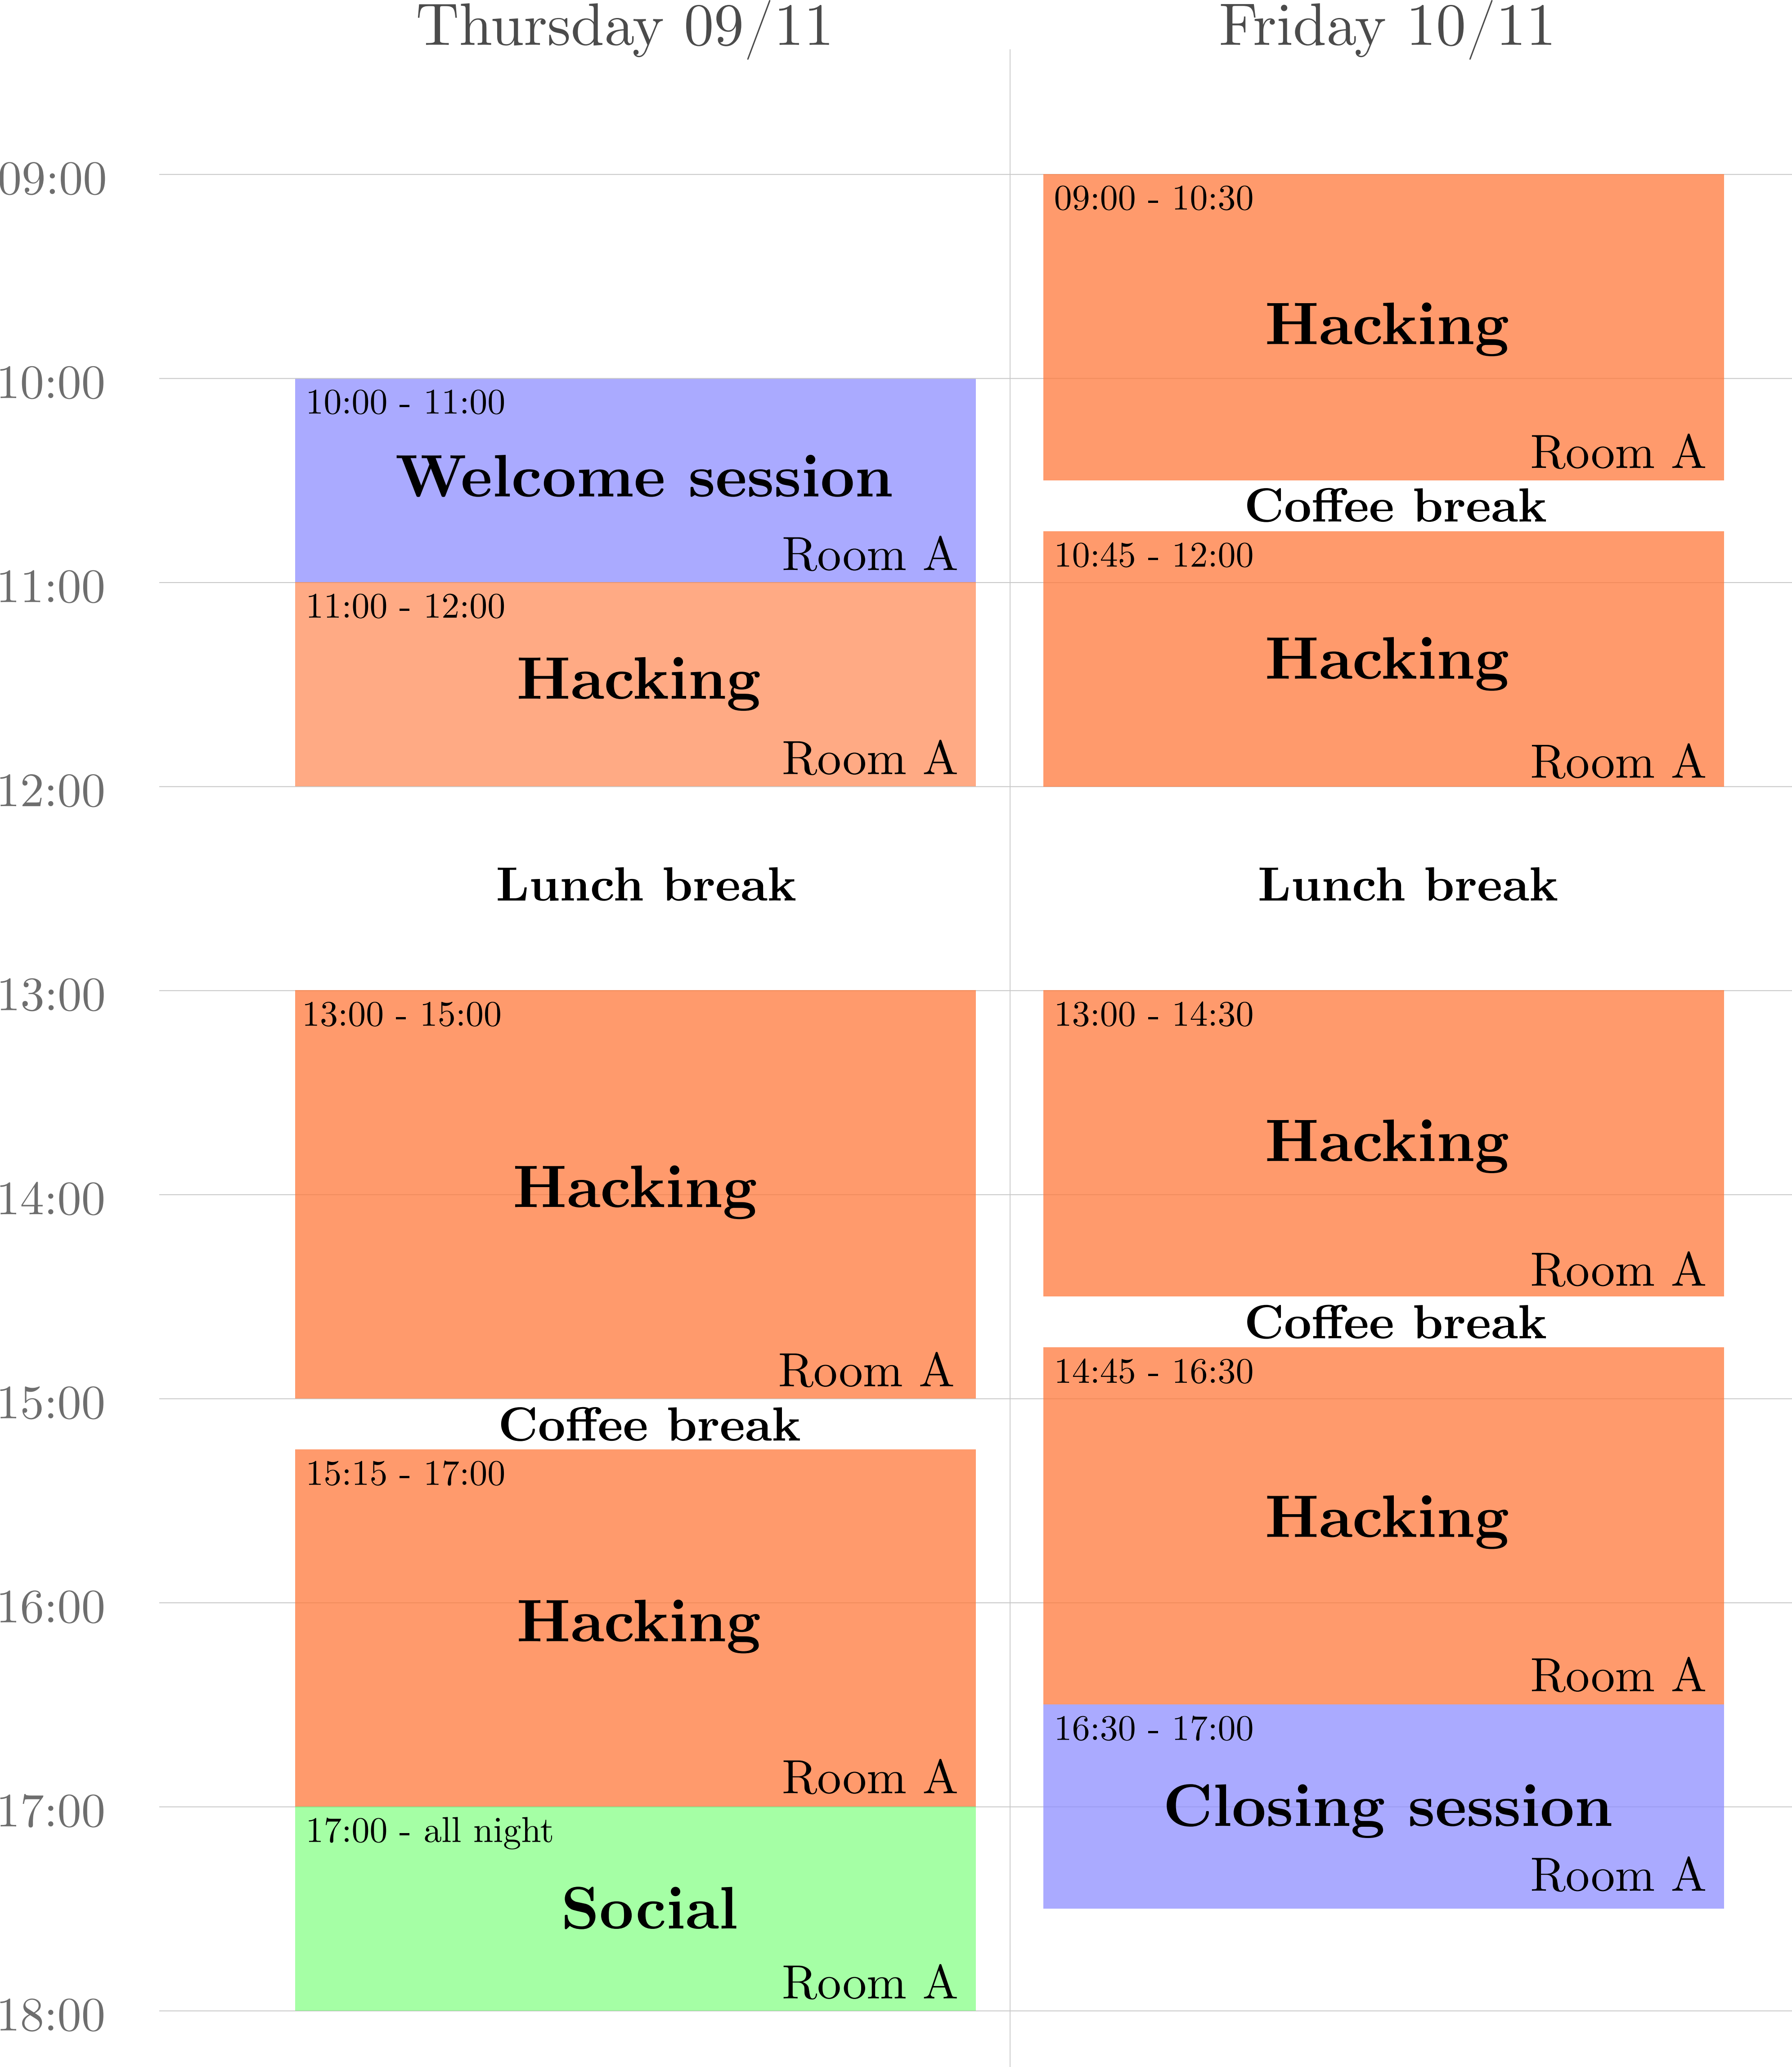 Thursday 09/11
Friday 10/11
09:00
10:00
11:00
12:00
13:00
14:00
15:00
16:00
17:00
18:00
10:00 - 11:00
Welcome session
Room A
11:00 - 12:00
Hacking
Room A
Lunch break
13:00 - 15:00
Hacking
Room A
Coffee break
15:15 - 17:00
Hacking
Room A
17:00 - all night
Social
Room A
09:00 - 10:30
Hacking
Room A
Coffee break
10:45 - 12:00
Hacking
Room A
Lunch break
13:00 - 14:30
Hacking
Room A
Coffee break
14:45 - 16:30
Hacking
Room A
16:30 - 17:00
Closing session
Room A